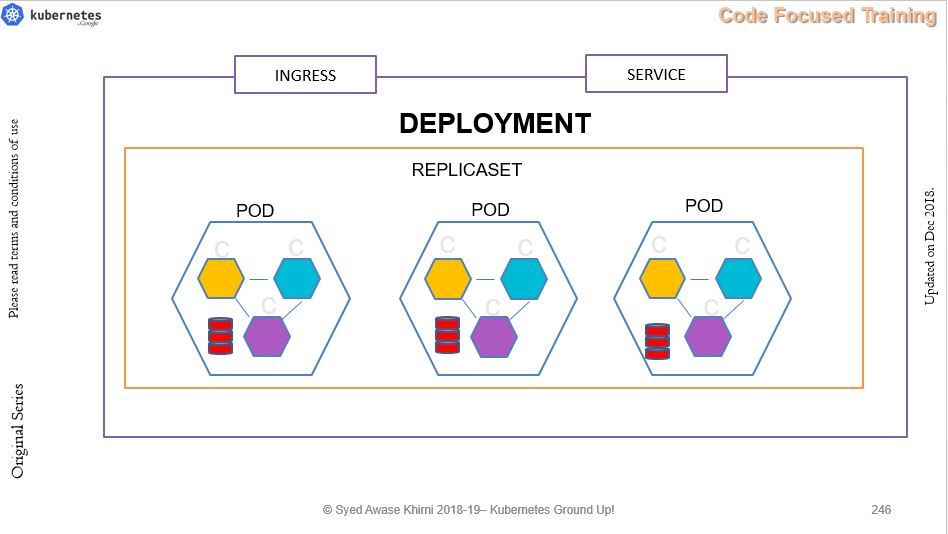 kubernetes
by Google
Code Focused Training
INGRESS
SERVICE
DEPLOYMENT
REPLICASET
POD
POD
POD
C
C
C
C
C
C
C
C
C
Please read terms and conditions of use
Original Series
Updated on Dec 2018.
© Syed Awase Khirni 2018-19– Kubernetes Ground Up!
246